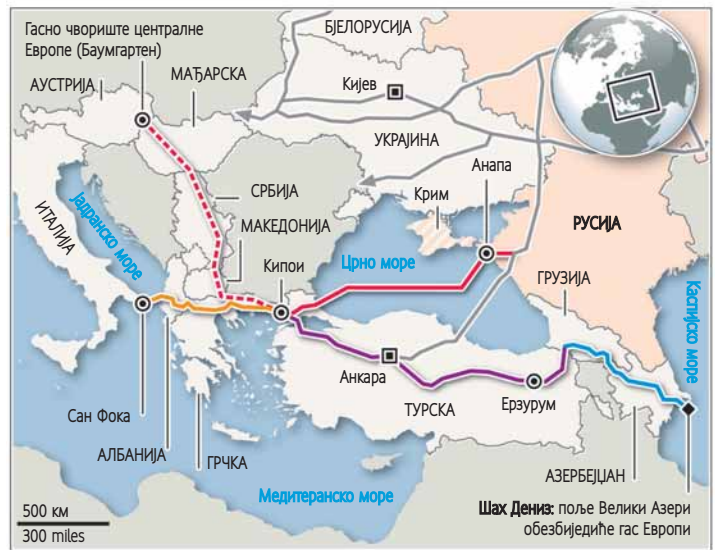 Гасно чвориште централне
Европе (Баумгартен)
БЈЕЛОРУСИЈА
АУСТРИЈА
МАЂАРСКА
Кијев
УКРАЈИНА
Анапа
СРБИЈА
Крим
ИТАЛИЈА
Јадранско море
МАКЕДОНИЈА
РУСИЈА
Кипои
Црно море
ГРУЗИЈА
Каспијско море
Анкара
Сан Фока
ТУРСКА
Ерзурум
АЛБАНИЈА
ГРЧКА
АЗЕРБЕЈЏАН
Медитеранско море
Шах Дениз: поље Велики Азери
обезбиједиће гас Европи
500 км
300 miles